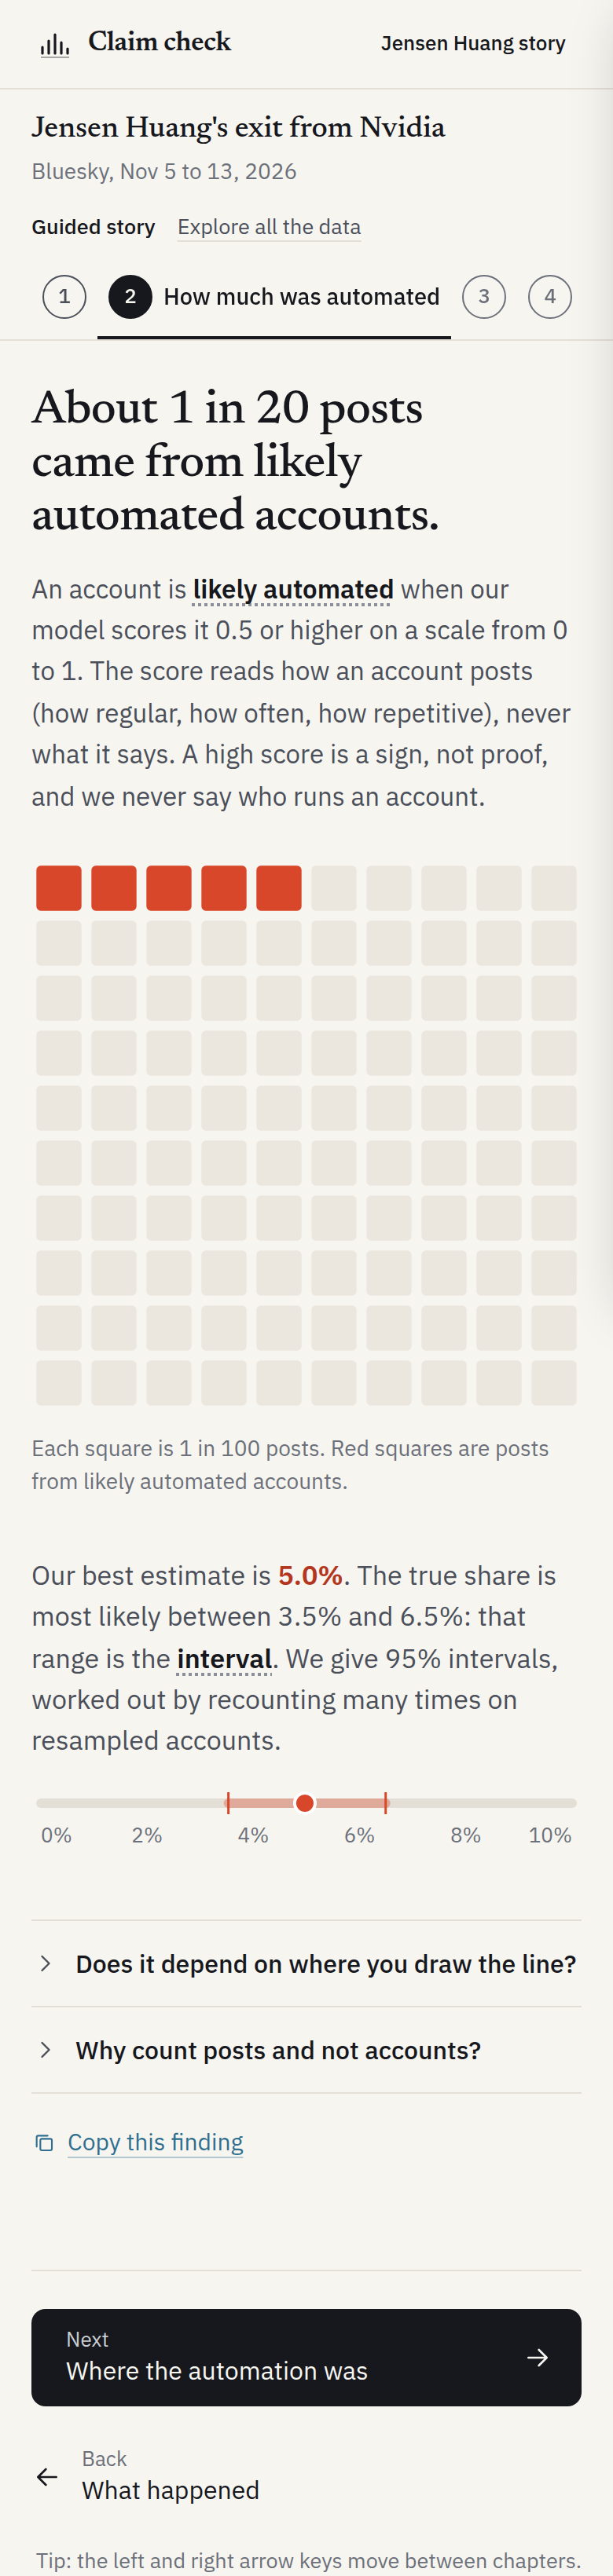 Claim check
Jensen Huang story
Jensen Huang's exit from Nvidia
Bluesky, Nov 5 to 13, 2026
Guided story Explore all the data
1 2 How much was automated 3 4
About 1 in 20 posts
came from likely
automated accounts.
An account is likely automated when our
model scores it 0.5 or higher on a scale from 0
to 1. The score reads how an account posts
(how regular, how often, how repetitive), never
what it says. A high score is a sign, not proof,
and we never say who runs an account.
Each square is 1 in 100 posts. Red squares are posts
from likely automated accounts.
Our best estimate is 5.0%. The true share is
most likely between 3.5% and 6.5%: that
range is the interval. We give 95% intervals,
worked out by recounting many times on
resampled accounts.
0% 2% 4% 6% 8% 10%
Does it depend on where you draw the line?
Why count posts and not accounts?
Copy this finding
Next
Where the automation was
Back
What happened
Tip: the left and right arrow keys move between chapters.